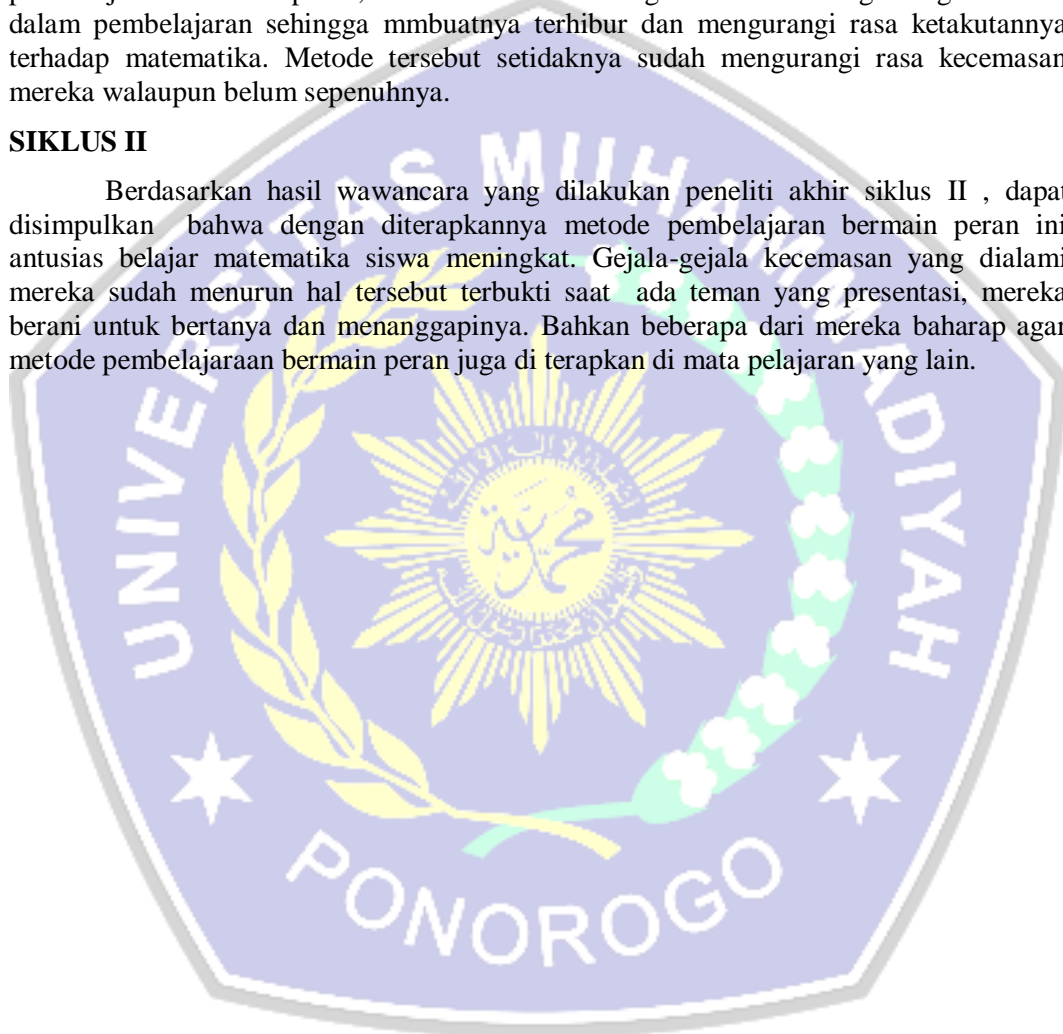 dalam pembelajaran sehingga mmbuatnya terhibur dan mengurangi rasa ketakutannya
terhadap matematika. Metode tersebut setidaknya sudah mengurangi rasa kecemasan
mereka walaupun belum sepenuhnya.
SIKLUS II
Berdasarkan hasil wawancara yang dilakukan peneliti akhir siklus II , dapat
disimpulkan bahwa dengan diterapkannya metode pembelajaran bermain peran ini
antusias belajar matematika siswa meningkat. Gejala-gejala kecemasan yang dialami
mereka sudah menurun hal tersebut terbukti saat ada teman yang presentasi, mereka
berani untuk bertanya dan menanggapinya. Bahkan beberapa dari mereka baharap agar
metode pembelajaraan bermain peran juga di terapkan di mata pelajaran yang lain.
UNIVERSITAS MUHAMMADIYAH
PONOROGO